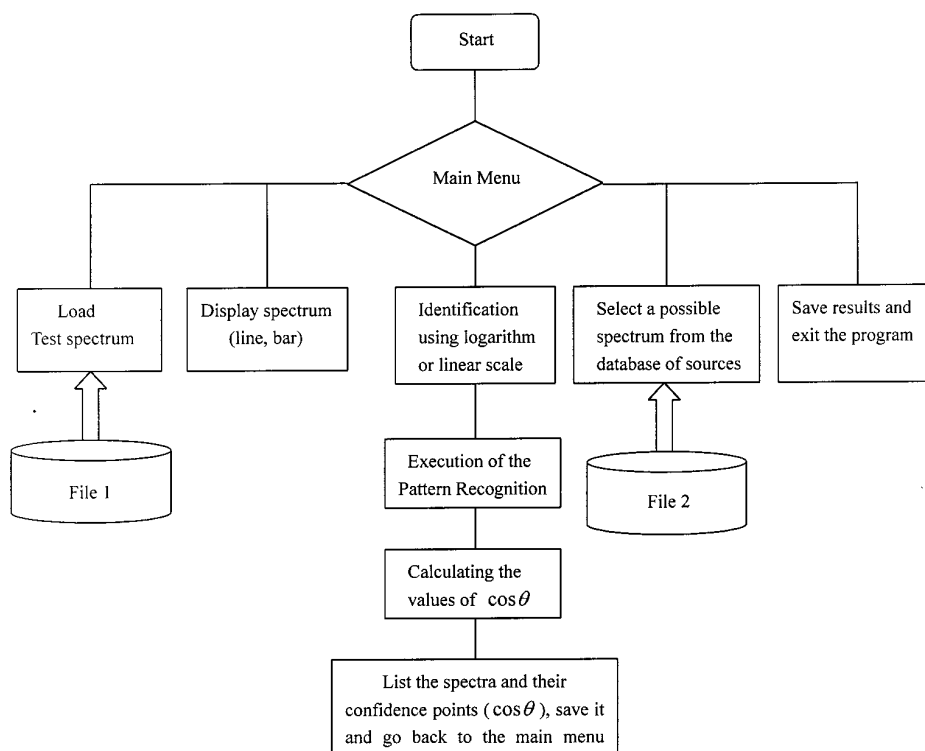 Start
Main Menu
Load
Test spectrum
Display spectrum
(line, bar)
Identification
using logarithm
or linear scale
Select a possible
spectrum from the
database of sources
Save results and
exit the program
File 1
Execution of the
Pattern Recognition
File 2
Calculating the
values of cosθ
List the spectra and their
confidence points (cosθ), save it
and go back to the main menu